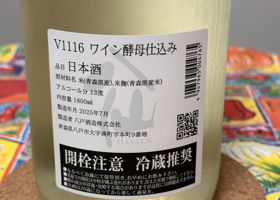 V1116 ワイン酵母仕込み
品目 日本酒
原材料名 米(青森県産)、米麹(青森県産米)
アルコール分 13度
内容量 1800ml
製造年月 2025年7月
製造者 八戸酒造株式会社
青森県八戸市大字湊町字本町9番地
HASSEN
開栓注意 冷蔵推奨